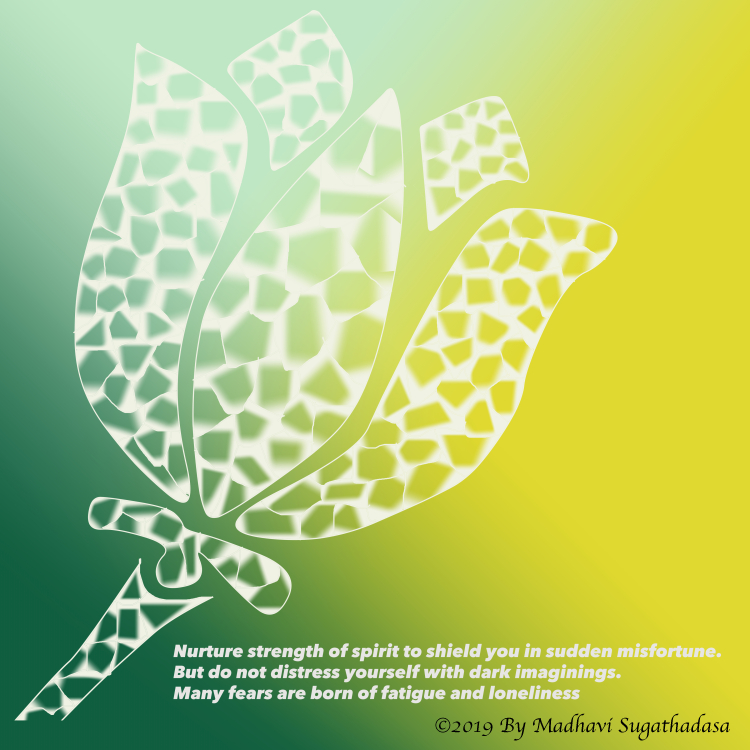 Nurture strength of spirit to shield you in sudden misfortune.
But do not distress yourself with dark imaginings.
Many fears are born of fatigue and loneliness
©2019 By Madhavi Sugathadasa